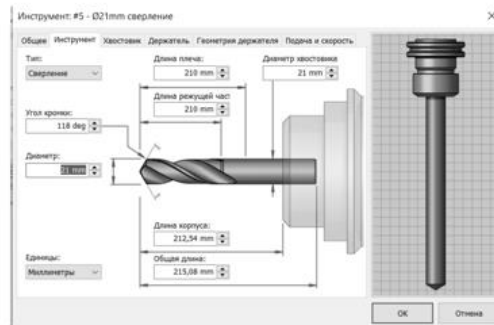 Инструмент: #5 - Ø21mm сверление
Общее Инструмент Хвостовик Держатель Геометрия держателя Подача и скорость
Тип:
Сверление
Длина плеча:
210 mm
Диаметр хвостовика
21 mm
Длина режущей част
210 mm
Угол кромки:
118 deg
Диаметр:
21 mm
Длина корпуса:
212,54 mm
Единицы:
Миллиметры
Общая длина:
215,08 mm
OK Отмена